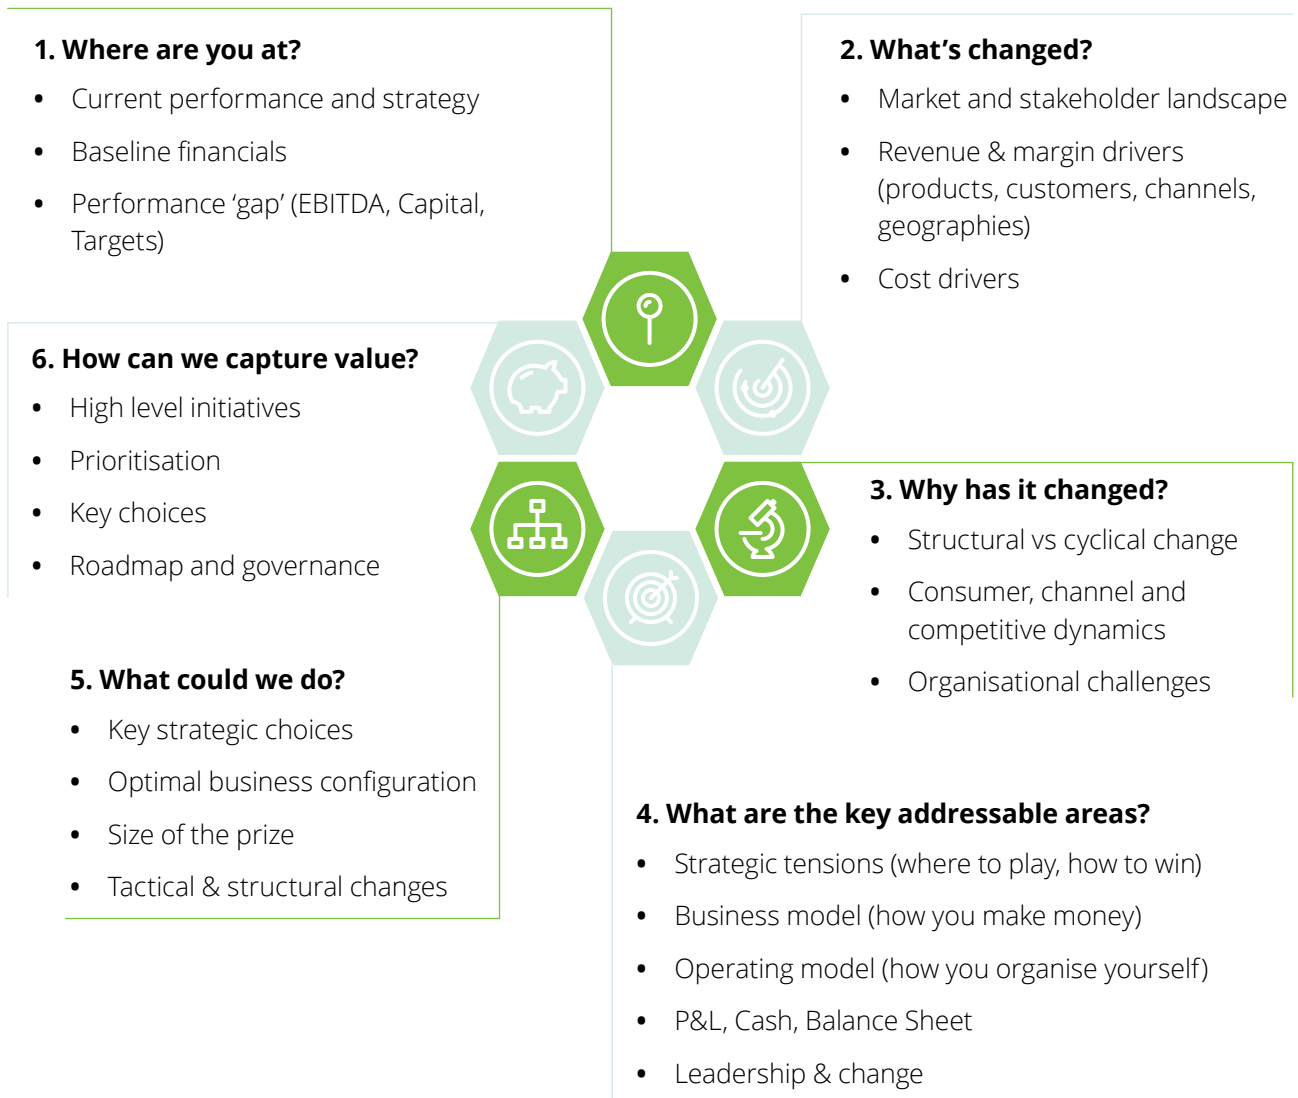 1. Where are you at?
• Current performance and strategy
• Baseline financials
• Performance ‘gap’ (EBITDA, Capital,
Targets)
2. What’s changed?
• Market and stakeholder landscape
• Revenue & margin drivers
(products, customers, channels,
geographies)
• Cost drivers
3. Why has it changed?
• Structural vs cyclical change
• Consumer, channel and
competitive dynamics
• Organisational challenges
4. What are the key addressable areas?
• Strategic tensions (where to play, how to win)
• Business model (how you make money)
• Operating model (how you organise yourself)
• P&L, Cash, Balance Sheet
• Leadership & change
5. What could we do?
• Key strategic choices
• Optimal business configuration
• Size of the prize
• Tactical & structural changes
6. How can we capture value?
• High level initiatives
• Prioritisation
• Key choices
• Roadmap and governance